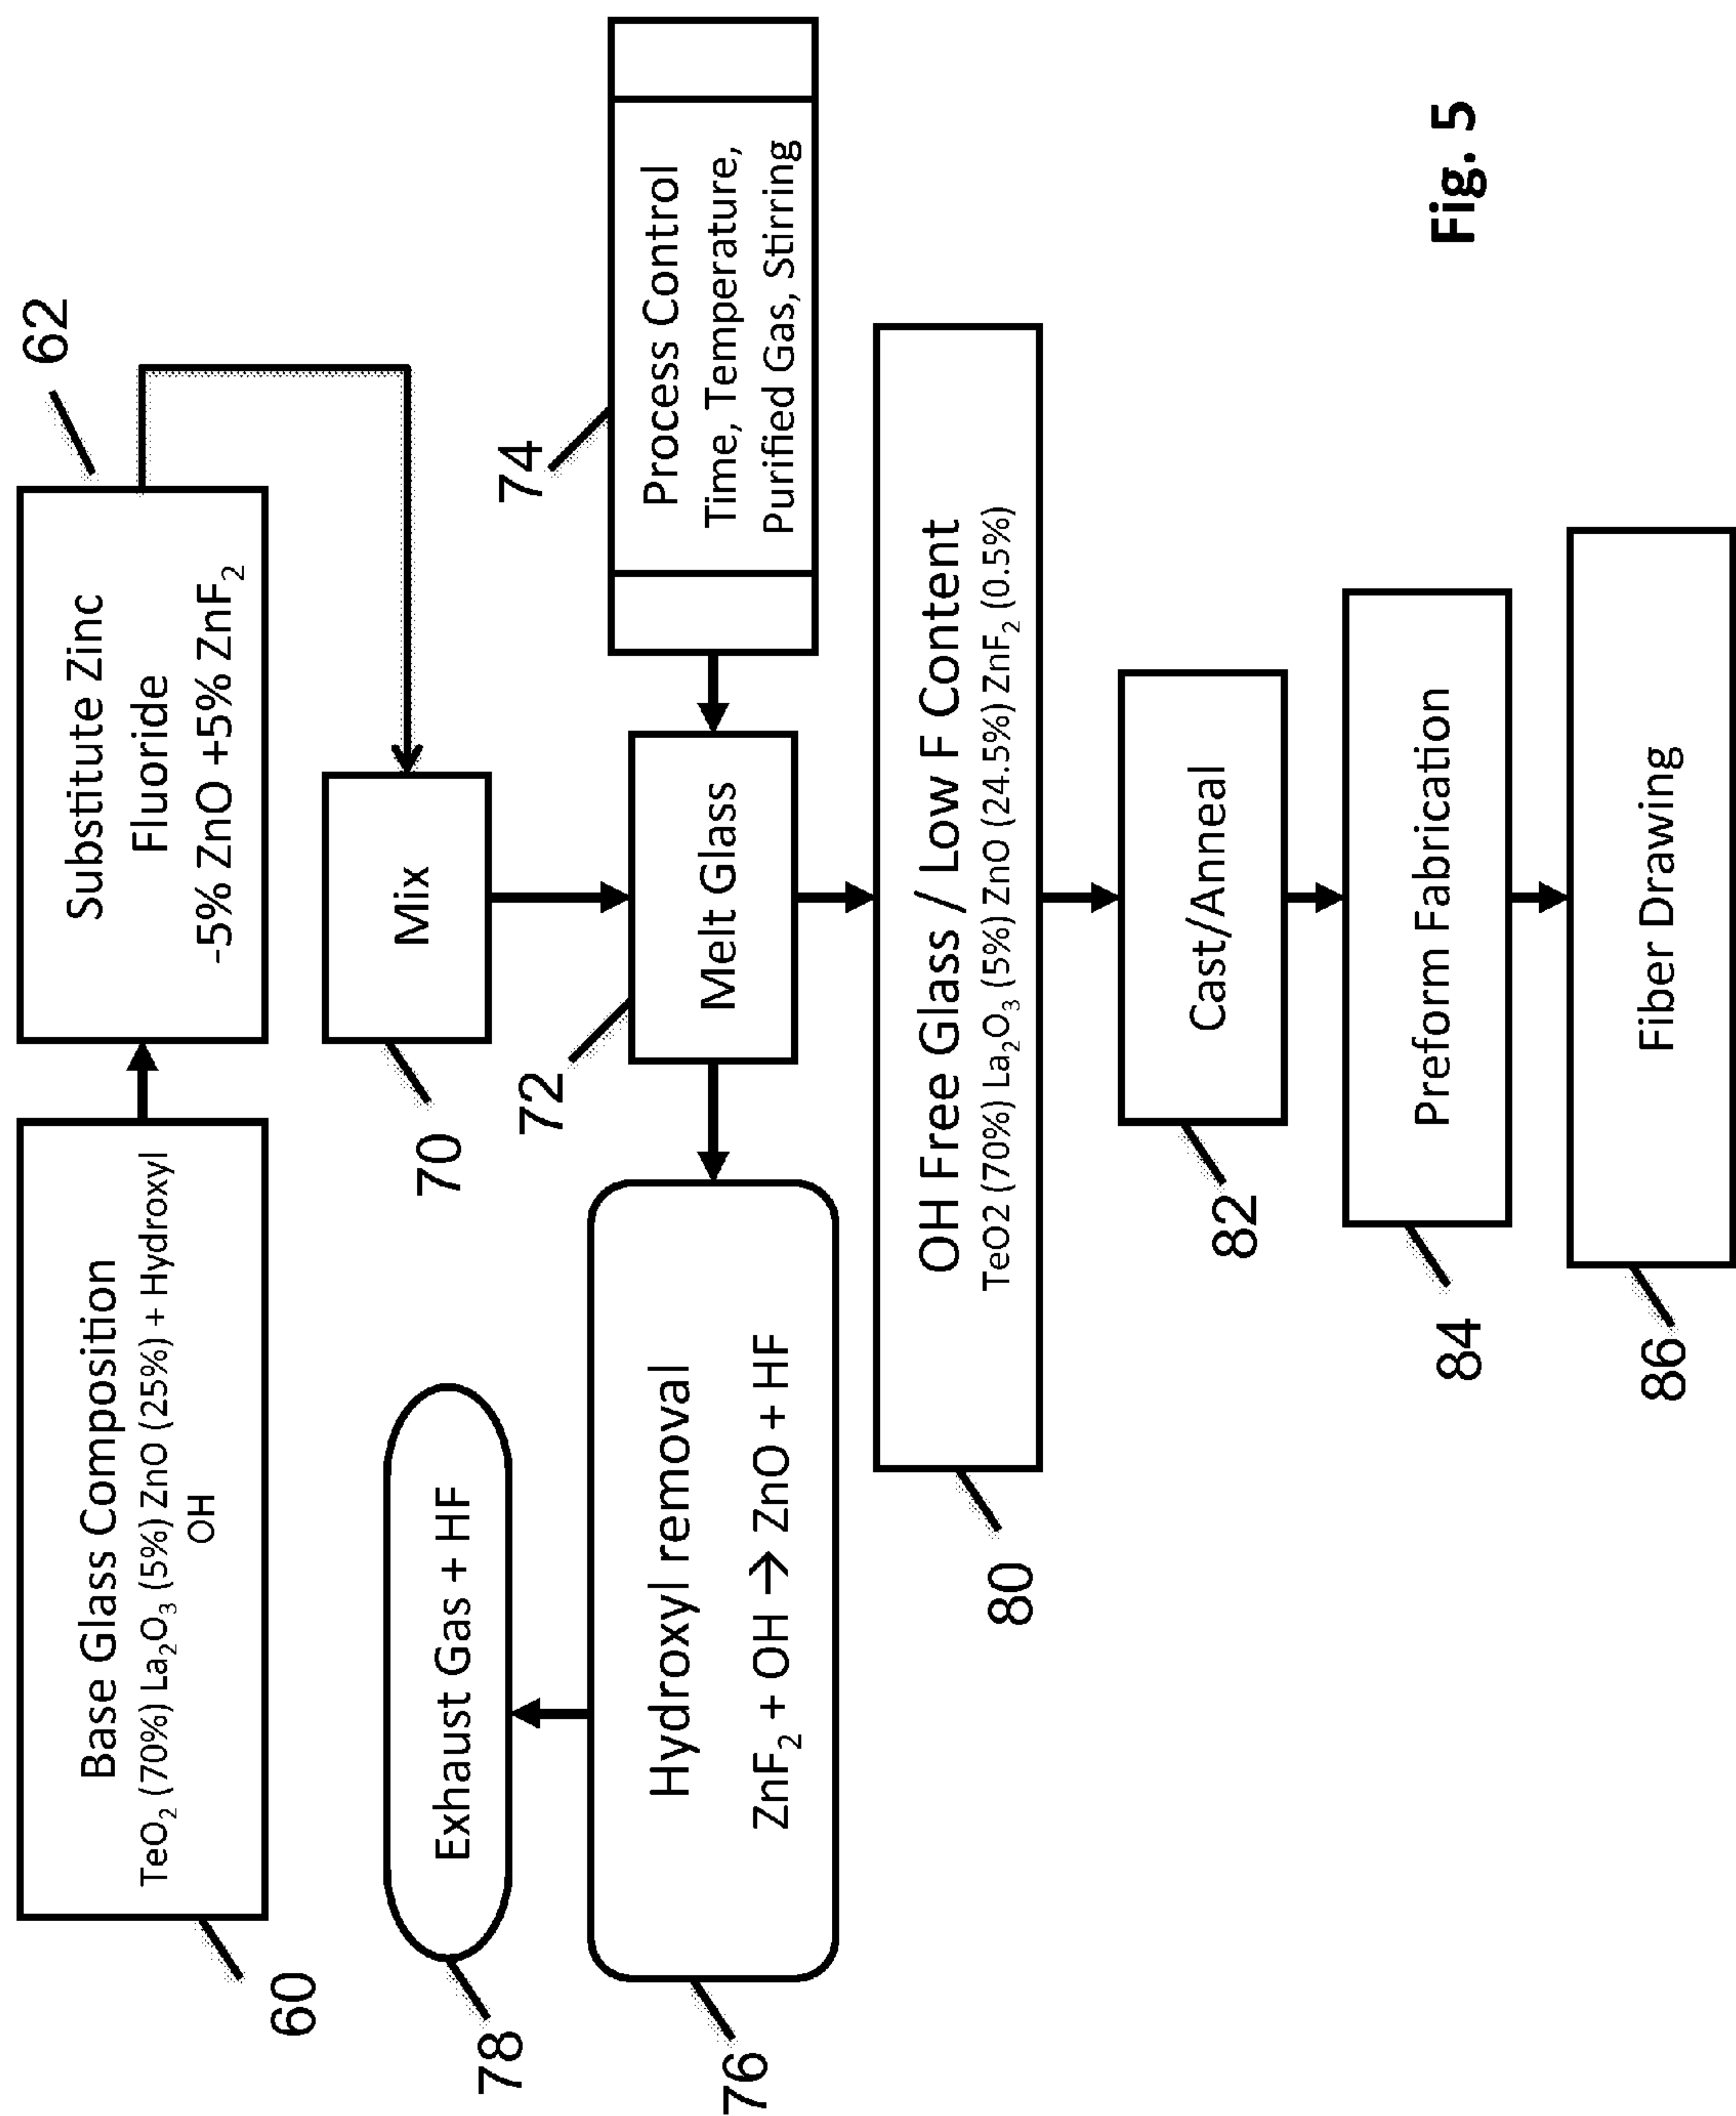 Base Glass Composition
TeO₂ (70%) La₂O₃ (5%) ZnO (25%) + Hydroxyl
OH
60
Substitute Zinc
Fluoride
-5% ZnO +5% ZnF₂
62
Mix
70
Exhaust Gas + HF
78
Hydroxyl removal
ZnF₂ + OH → ZnO + HF
76
Melt Glass
72
Process Control
Time, Temperature,
Purified Gas, Stirring
74
OH Free Glass / Low F Content
TeO2 (70%) La₂O₃ (5%) ZnO (24.5%) ZnF₂ (0.5%)
80
Cast/Anneal
82
Preform Fabrication
84
Fiber Drawing
86
Fig. 5